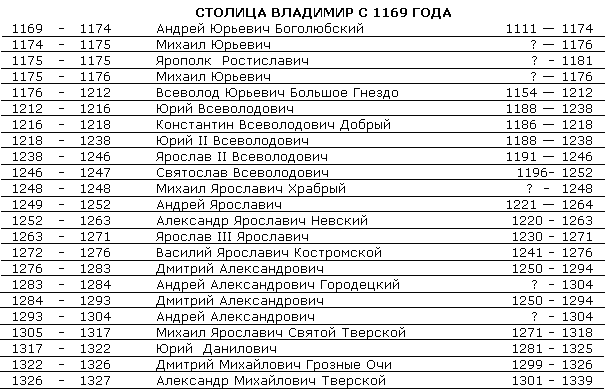 СТОЛИЦА ВЛАДИМИР С 1169 ГОДА
1169 - 1174 Андрей Юрьевич Боголюбский 1111 — 1174
1174 - 1175 Михаил Юрьевич ? — 1176
1175 - 1175 Ярополк Ростиславич ? - 1181
1175 - 1176 Михаил Юрьевич ? — 1176
1176 - 1212 Всеволод Юрьевич Большое Гнездо 1154 — 1212
1212 - 1216 Юрий Всеволодович 1188 — 1238
1216 - 1218 Константин Всеволодович Добрый 1186 — 1218
1218 - 1238 Юрий II Всеволодович 1188 — 1238
1238 - 1246 Ярослав II Всеволодович 1191 — 1246
1246 - 1247 Святослав Всеволодович 1196- 1252
1248 - 1248 Михаил Ярославич Храбрый ? - 1248
1249 - 1252 Андрей Ярославич 1221 — 1264
1252 - 1263 Александр Ярославич Невский 1220 - 1263
1263 - 1271 Ярослав III Ярославич 1230 - 1271
1272 - 1276 Василий Ярославич Костромской 1241 - 1276
1276 - 1283 Дмитрий Александрович 1250 - 1294
1283 - 1284 Андрей Александрович Городецкий ? - 1304
1284 - 1293 Дмитрий Александрович 1250 - 1294
1293 - 1304 Андрей Александрович ? - 1304
1305 - 1317 Михаил Ярославич Святой Тверской 1271 - 1318
1317 - 1322 Юрий Данилович 1281 - 1325
1322 - 1326 Дмитрий Михайлович Грозные Очи 1299 - 1326
1326 - 1327 Александр Михайлович Тверской 1301 - 1339